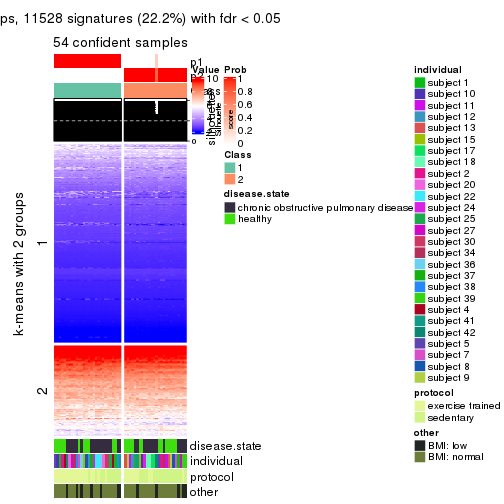 ps, 11528 signatures (22.2%) with fdr < 0.05
54 confident samples
p1
p2
Class
silhouette
Value
10
0
silhouette
score
Prob
1
0.8
0.6
0.4
0.2
0
Class
1
2
disease.state
chronic obstructive pulmonary disease
healthy
k-means with 2 groups
1
2
disease.state
individual
protocol
other
individual
subject 1
subject 10
subject 11
subject 12
subject 13
subject 15
subject 17
subject 18
subject 2
subject 20
subject 22
subject 24
subject 25
subject 27
subject 30
subject 34
subject 36
subject 37
subject 38
subject 39
subject 4
subject 41
subject 42
subject 5
subject 7
subject 8
subject 9
protocol
exercise trained
sedentary
other
BMI: low
BMI: normal